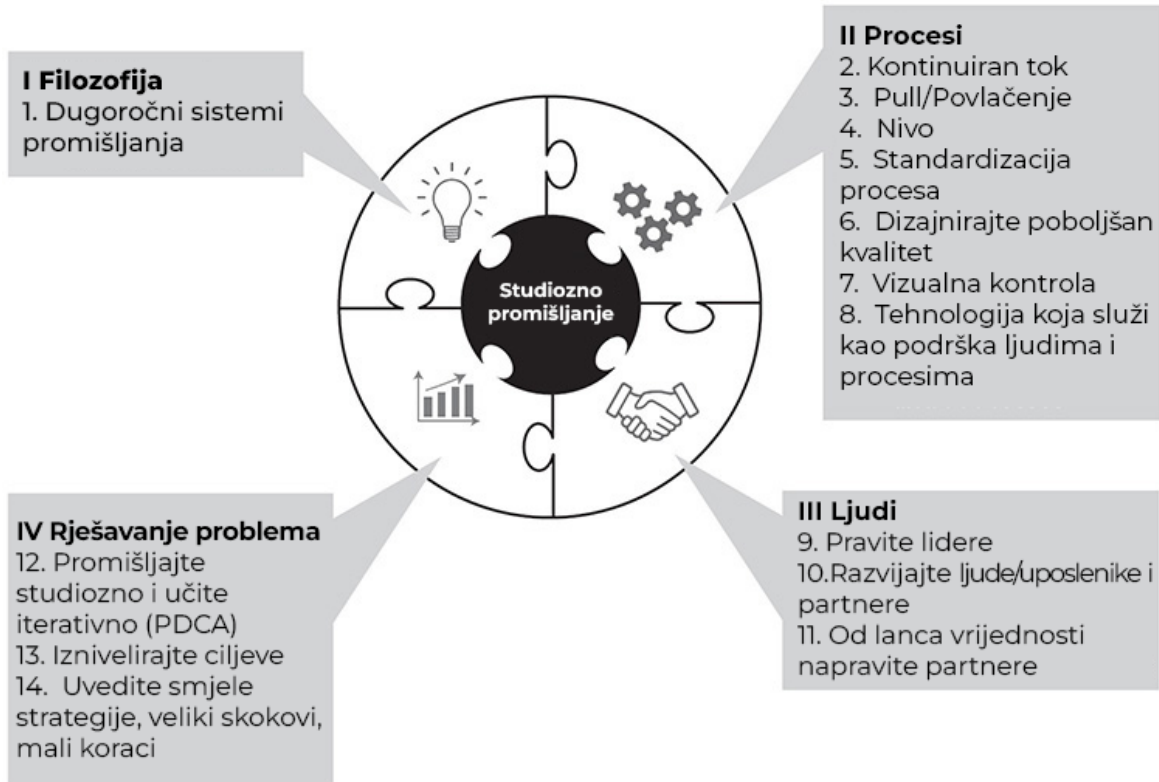 I Filozofija
1. Dugoročni sistemi
promišljanja
II Procesi
2. Kontinuiran tok
3. Pull/Povlačenje
4. Nivo
5. Standardizacija
procesa
6. Dizajnirajte poboljšan
kvalitet
7. Vizualna kontrola
8. Tehnologija koja služi
kao podrška ljudima i
procesima
Studiozno
promišljanje
III Ljudi
9. Pravite lidere
10.Razvijajte ljude/uposlenike i
partnere
11. Od lanca vrijednosti
napravite partnere
IV Rješavanje problema
12. Promišljajte
studiozno i učite
iterativno (PDCA)
13. Iznivelirajte ciljeve
14. Uvedite smjele
strategije, veliki skokovi,
mali koraci